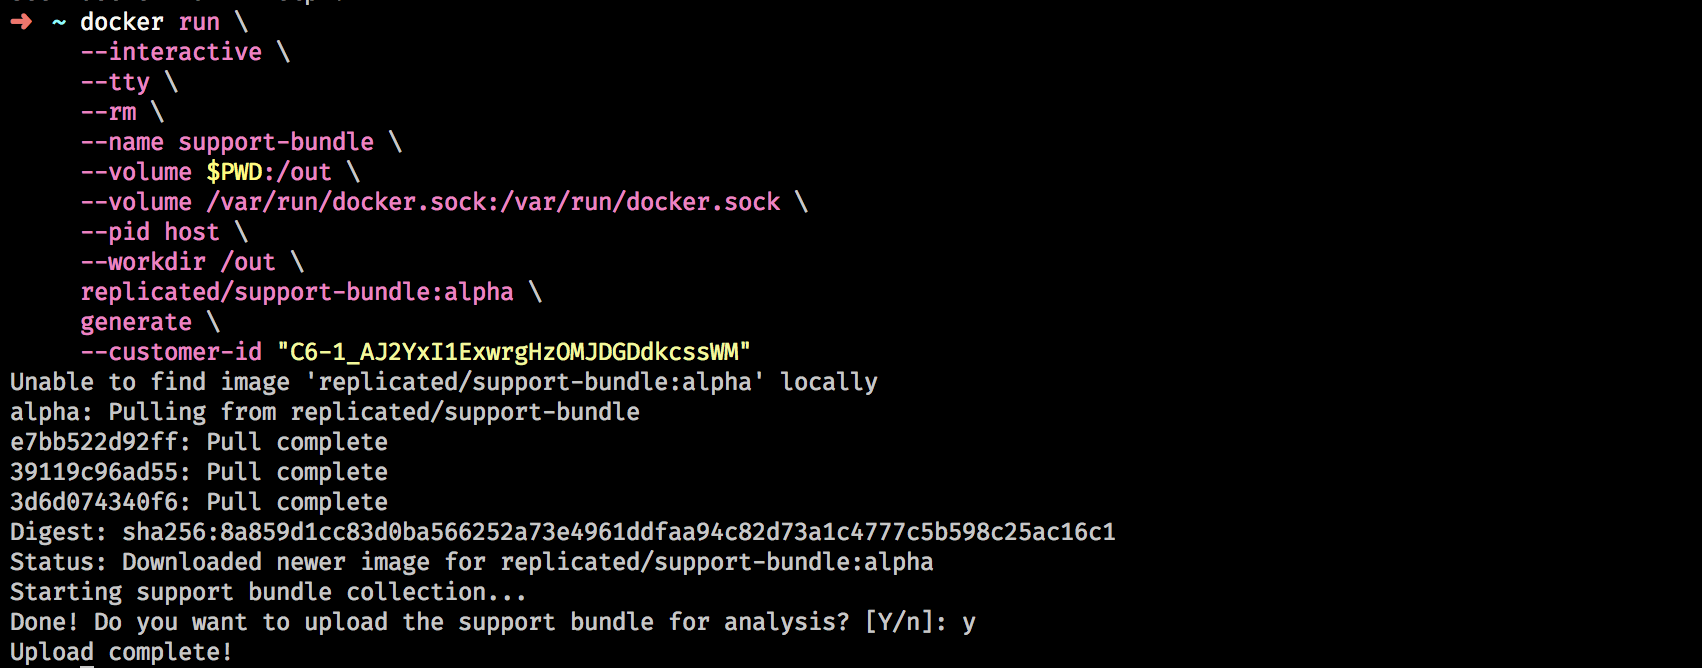 ➜ ~ docker run \
--interactive \
--tty \
--rm \
--name support-bundle \
--volume $PWD:/out \
--volume /var/run/docker.sock:/var/run/docker.sock \
--pid host \
--workdir /out \
replicated/support-bundle:alpha \
generate \
--customer-id "C6-1_AJ2YxI1ExwrgHzOMJDGDdkcssWM"
Unable to find image 'replicated/support-bundle:alpha' locally
alpha: Pulling from replicated/support-bundle
e7bb522d92ff: Pull complete
39119c96ad55: Pull complete
3d6d074340f6: Pull complete
Digest: sha256:8a859d1cc83d0ba566252a73e4961ddfaa94c82d73a1c4777c5b598c25ac16c1
Status: Downloaded newer image for replicated/support-bundle:alpha
Starting support bundle collection...
Done! Do you want to upload the support bundle for analysis? [Y/n]: y
Upload complete!